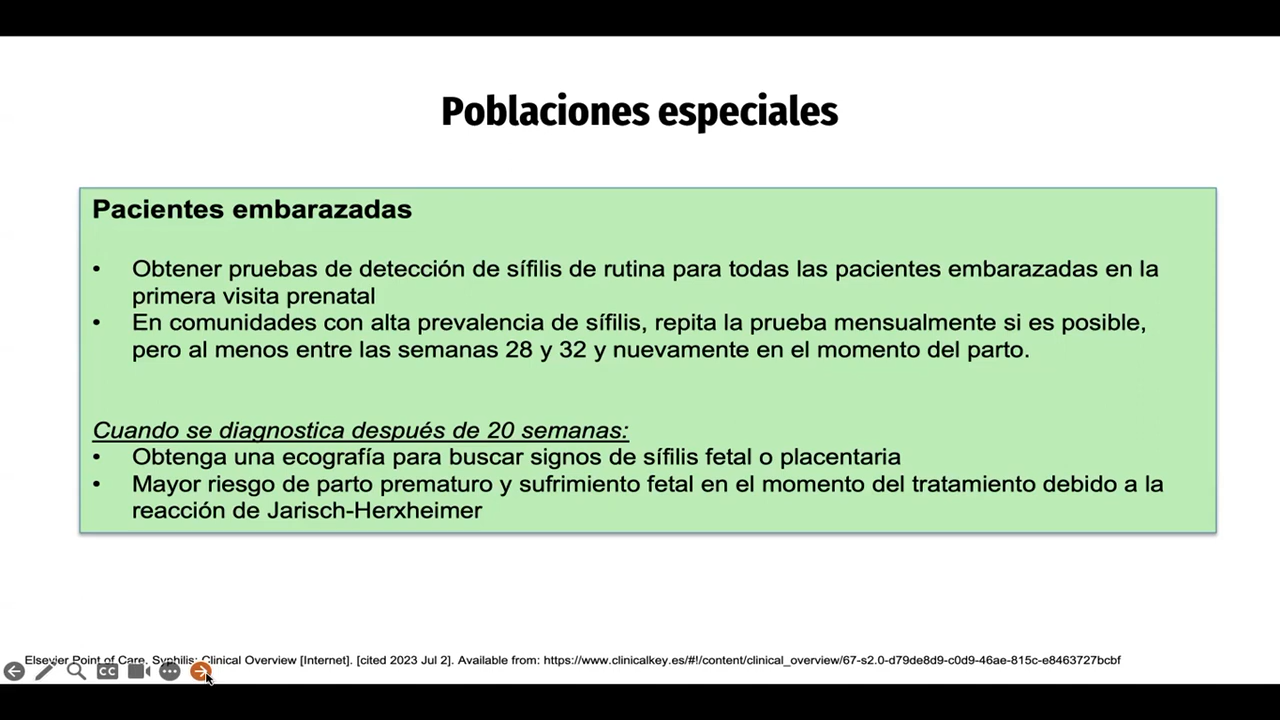 Poblaciones especiales
Pacientes embarazadas
• Obtener pruebas de detección de sífilis de rutina para todas las pacientes embarazadas en la
primera visita prenatal
• En comunidades con alta prevalencia de sífilis, repita la prueba mensualmente si es posible,
pero al menos entre las semanas 28 y 32 y nuevamente en el momento del parto.
Cuando se diagnostica después de 20 semanas:
• Obtenga una ecografía para buscar signos de sífilis fetal o placentaria
• Mayor riesgo de parto prematuro y sufrimiento fetal en el momento del tratamiento debido a la
reacción de Jarisch-Herxheimer
Elsevier Point of Care. Syphilis: Clinical Overview [Internet]. [cited 2023 Jul 2]. Available from: https://www.clinicalkey.es/#!/content/clinical_overview/67-s2.0-d79de8d9-c0d9-46ae-815c-e8463727bcbf
CC